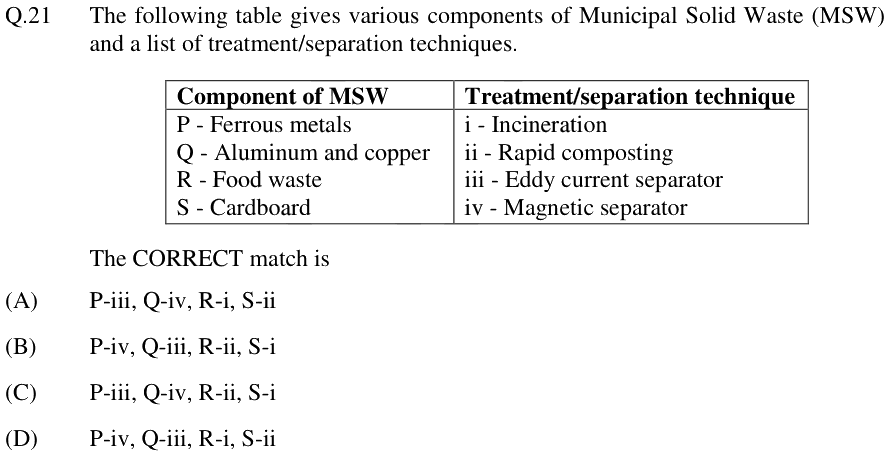 Q.21 The following table gives various components of Municipal Solid Waste (MSW)
and a list of treatment/separation techniques.
Component of MSW Treatment/separation technique
P - Ferrous metals i - Incineration
Q - Aluminum and copper ii - Rapid composting
R - Food waste iii - Eddy current separator
S - Cardboard iv - Magnetic separator
The CORRECT match is
(A) P-iii, Q-iv, R-i, S-ii
(B) P-iv, Q-iii, R-ii, S-i
(C) P-iii, Q-iv, R-ii, S-i
(D) P-iv, Q-iii, R-i, S-ii